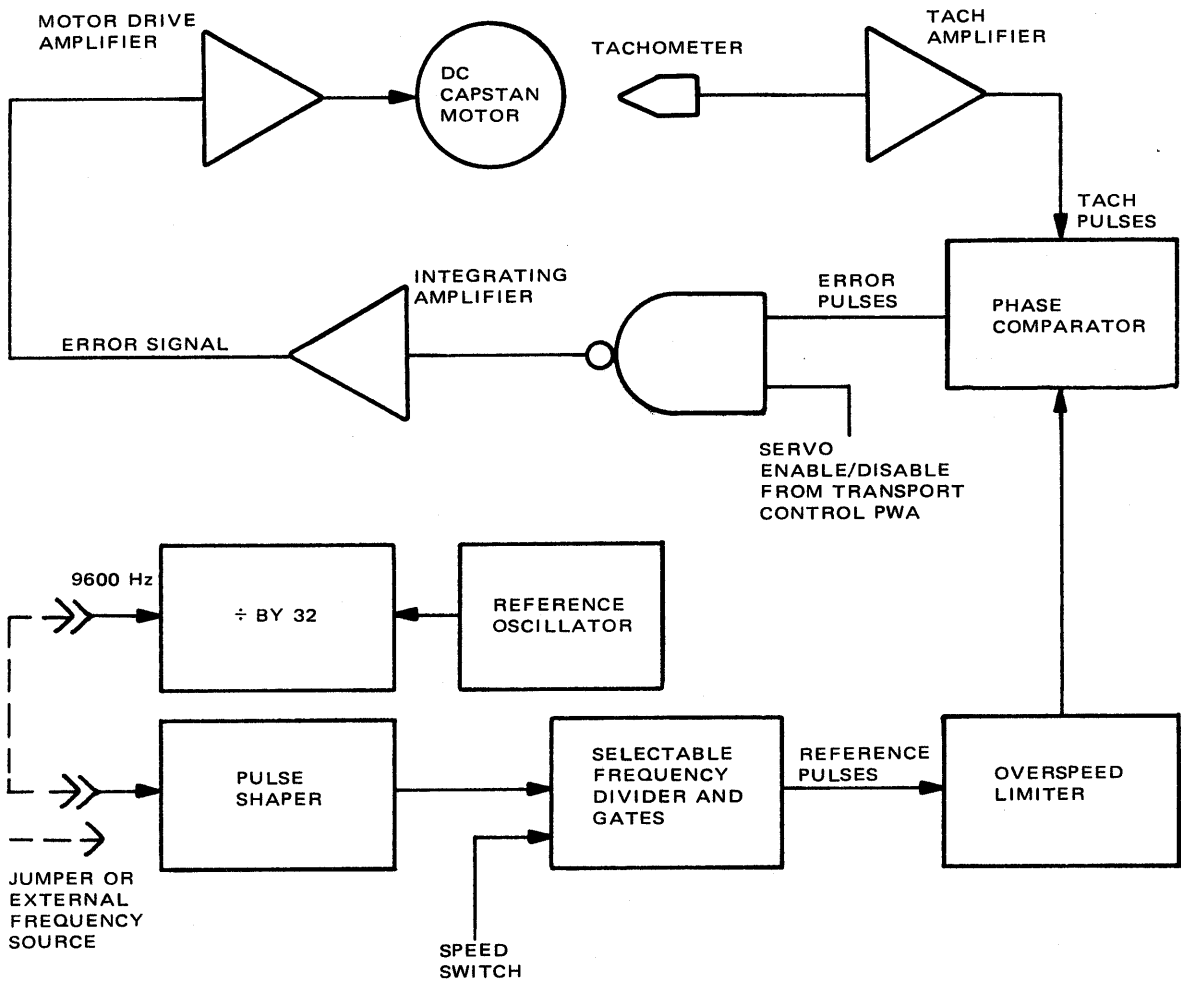 MOTOR DRIVE
AMPLIFIER
DC
CAPSTAN
MOTOR
TACHOMETER
TACH
AMPLIFIER
TACH
PULSES
INTEGRATING
AMPLIFIER
ERROR
PULSES
PHASE
COMPARATOR
ERROR SIGNAL
SERVO
ENABLE/DISABLE
FROM TRANSPORT
CONTROL PWA
9600 Hz
÷ BY 32
REFERENCE
OSCILLATOR
PULSE
SHAPER
SELECTABLE
FREQUENCY
DIVIDER AND
GATES
REFERENCE
PULSES
OVERSPEED
LIMITER
JUMPER OR
EXTERNAL
FREQUENCY
SOURCE
SPEED
SWITCH